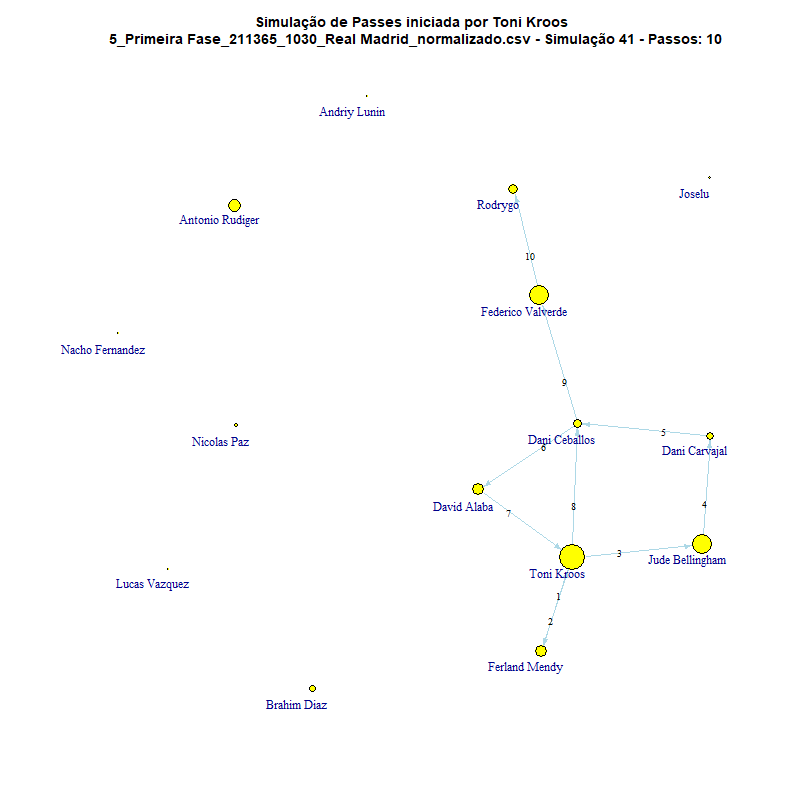 Simulação de Passes iniciada por Toni Kroos
5_Primeira Fase_211365_1030_Real Madrid_normalizado.csv - Simulação 41 - Passos: 10
Andriy Lunin
Joselu
Rodrygo
Antonio Rudiger
10
Federico Valverde
Nacho Fernandez
9
Dani Ceballos
5
Dani Carvajal
Nicolas Paz
6
David Alaba
7
8
4
3
Toni Kroos
Jude Bellingham
Lucas Vazquez
1
2
Ferland Mendy
Brahim Diaz